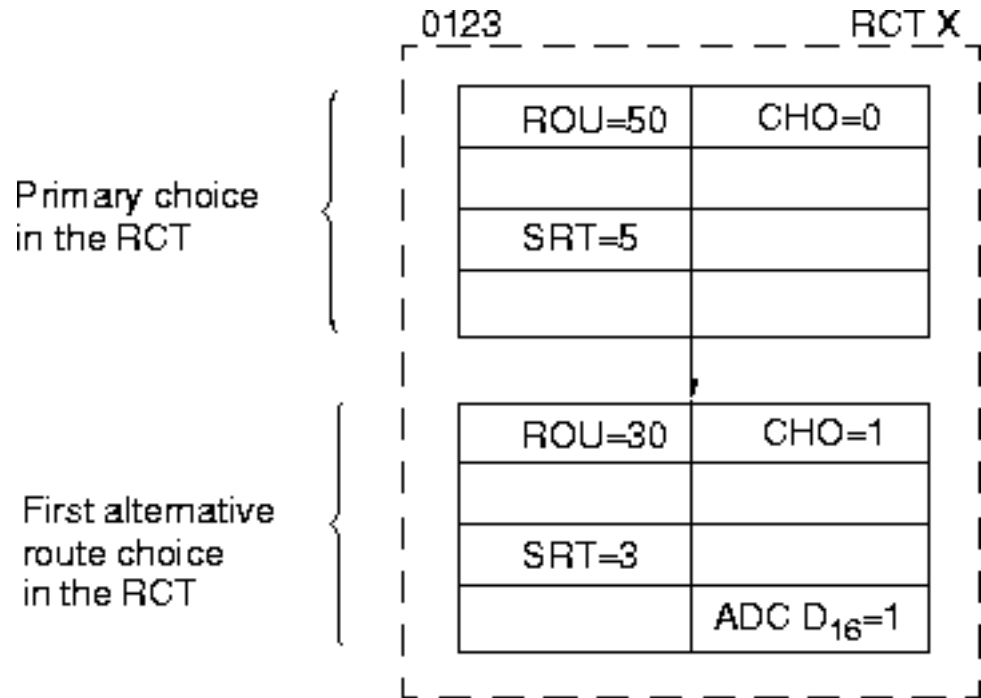 0123 RCT X
ROU=50 CHO=0
Primary choice
in the RCT
SRT=5
ROU=30 CHO=1
First alternative
route choice
in the RCT
SRT=3
ADC D₁₆=1